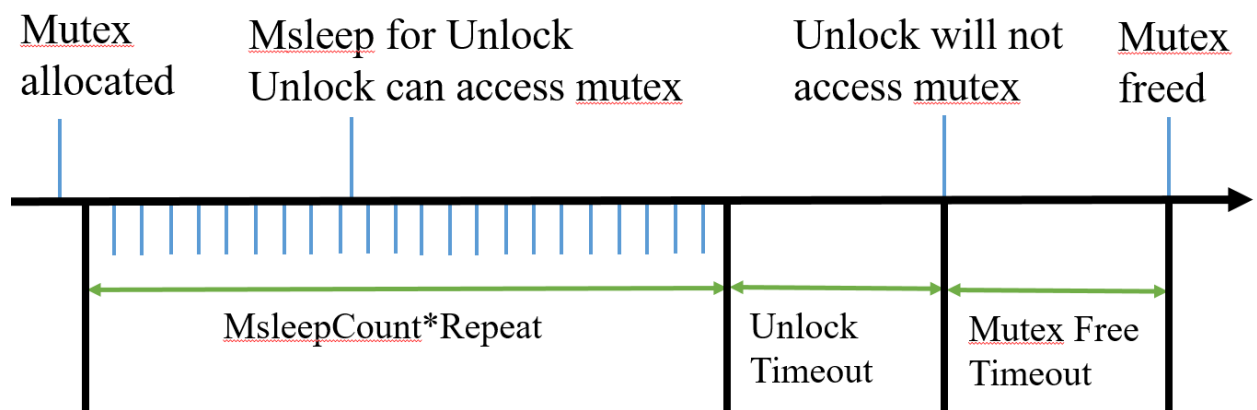 Mutex
allocated
Msleep for Unlock
Unlock can access mutex
Unlock will not
access mutex
Mutex
freed
MsleepCount*Repeat
Unlock
Timeout
Mutex Free
Timeout